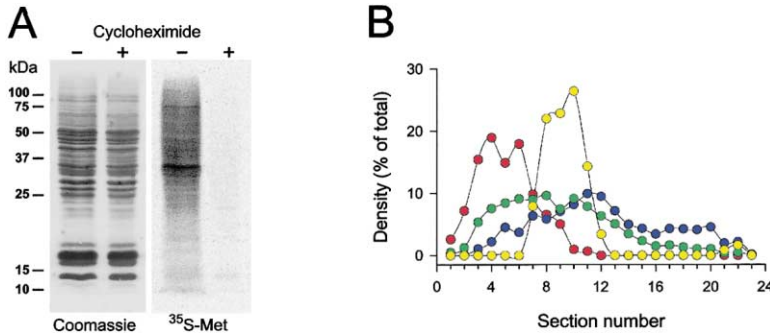 A
Cycloheximide
− + − +
kDa
100
75
50
37
25
15
10
Coomassie 35S-Met
B
Density (% of total)
30
20
10
0
0 4 8 12 16 20 24
Section number